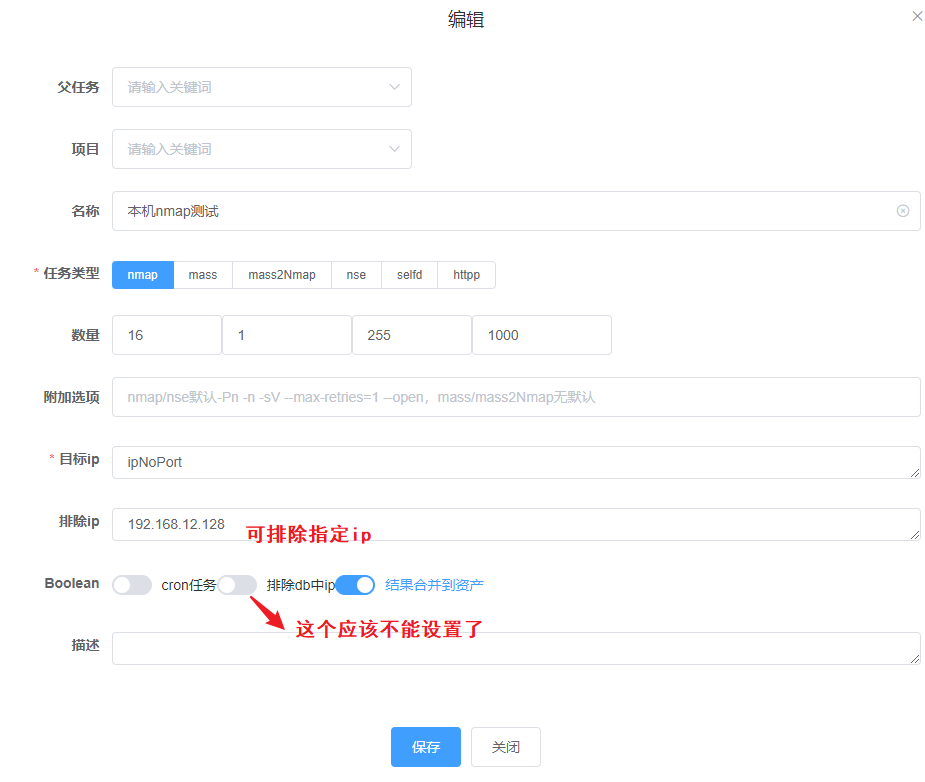 编辑
父任务 请输入关键词
项目 请输入关键词
名称 本机nmap测试
* 任务类型 nmap mass mass2Nmap nse selfd httpp
数量 16 1 255 1000
附加选项 nmap/nse默认-Pn -n -sV --max-retries=1 --open，mass/mass2Nmap无默认
* 目标ip ipNoPort
排除ip 192.168.12.128
可排除指定ip
Boolean cron任务 排除db中ip 结果合并到资产
这个应该不能设置了
描述
保存 关闭